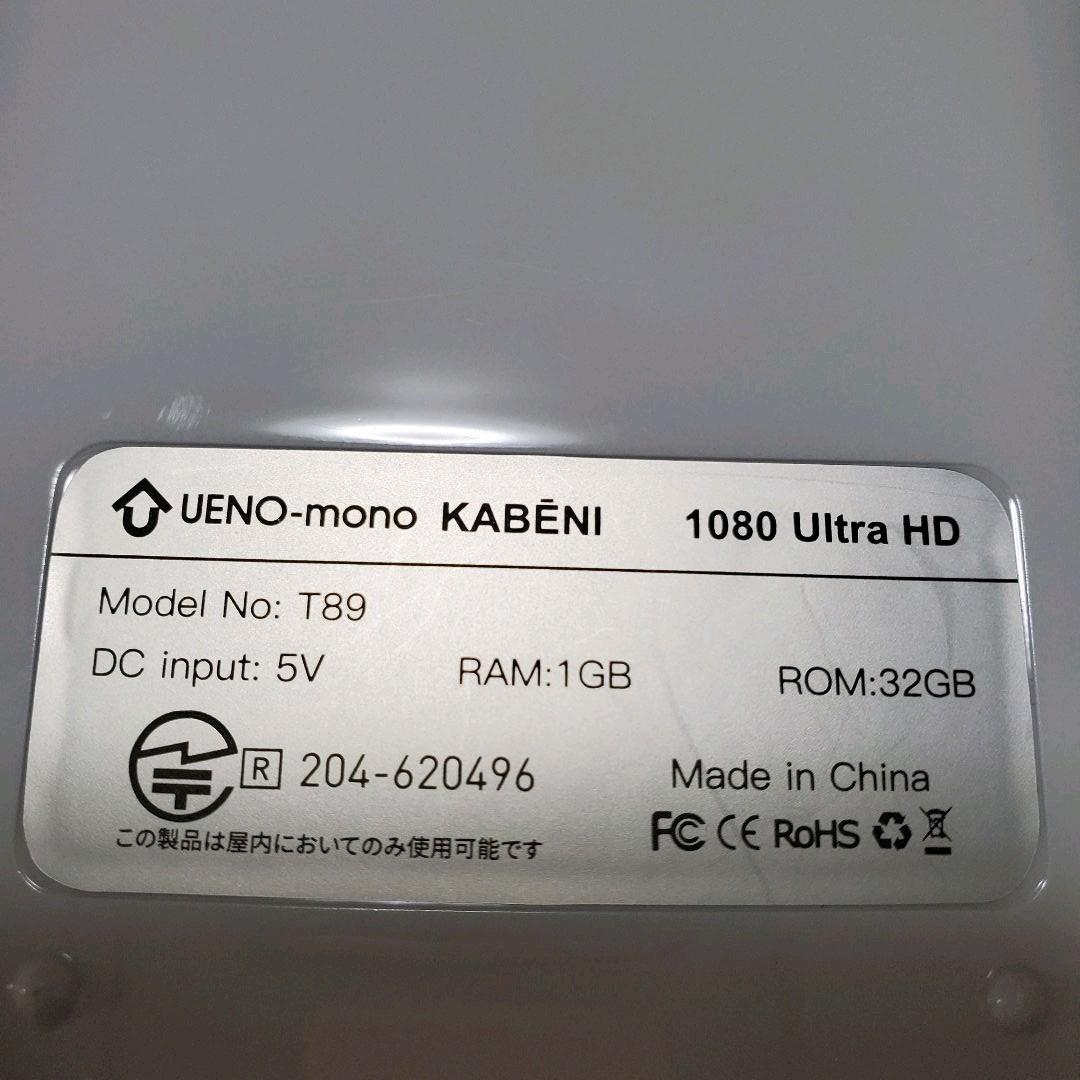 UENO-mono KABĒNI 1080 Ultra HD
Model No: T89
DC input: 5V RAM:1GB ROM:32GB
R 204-620496 Made in China
この製品は屋内においてのみ使用可能です FC CE RoHS